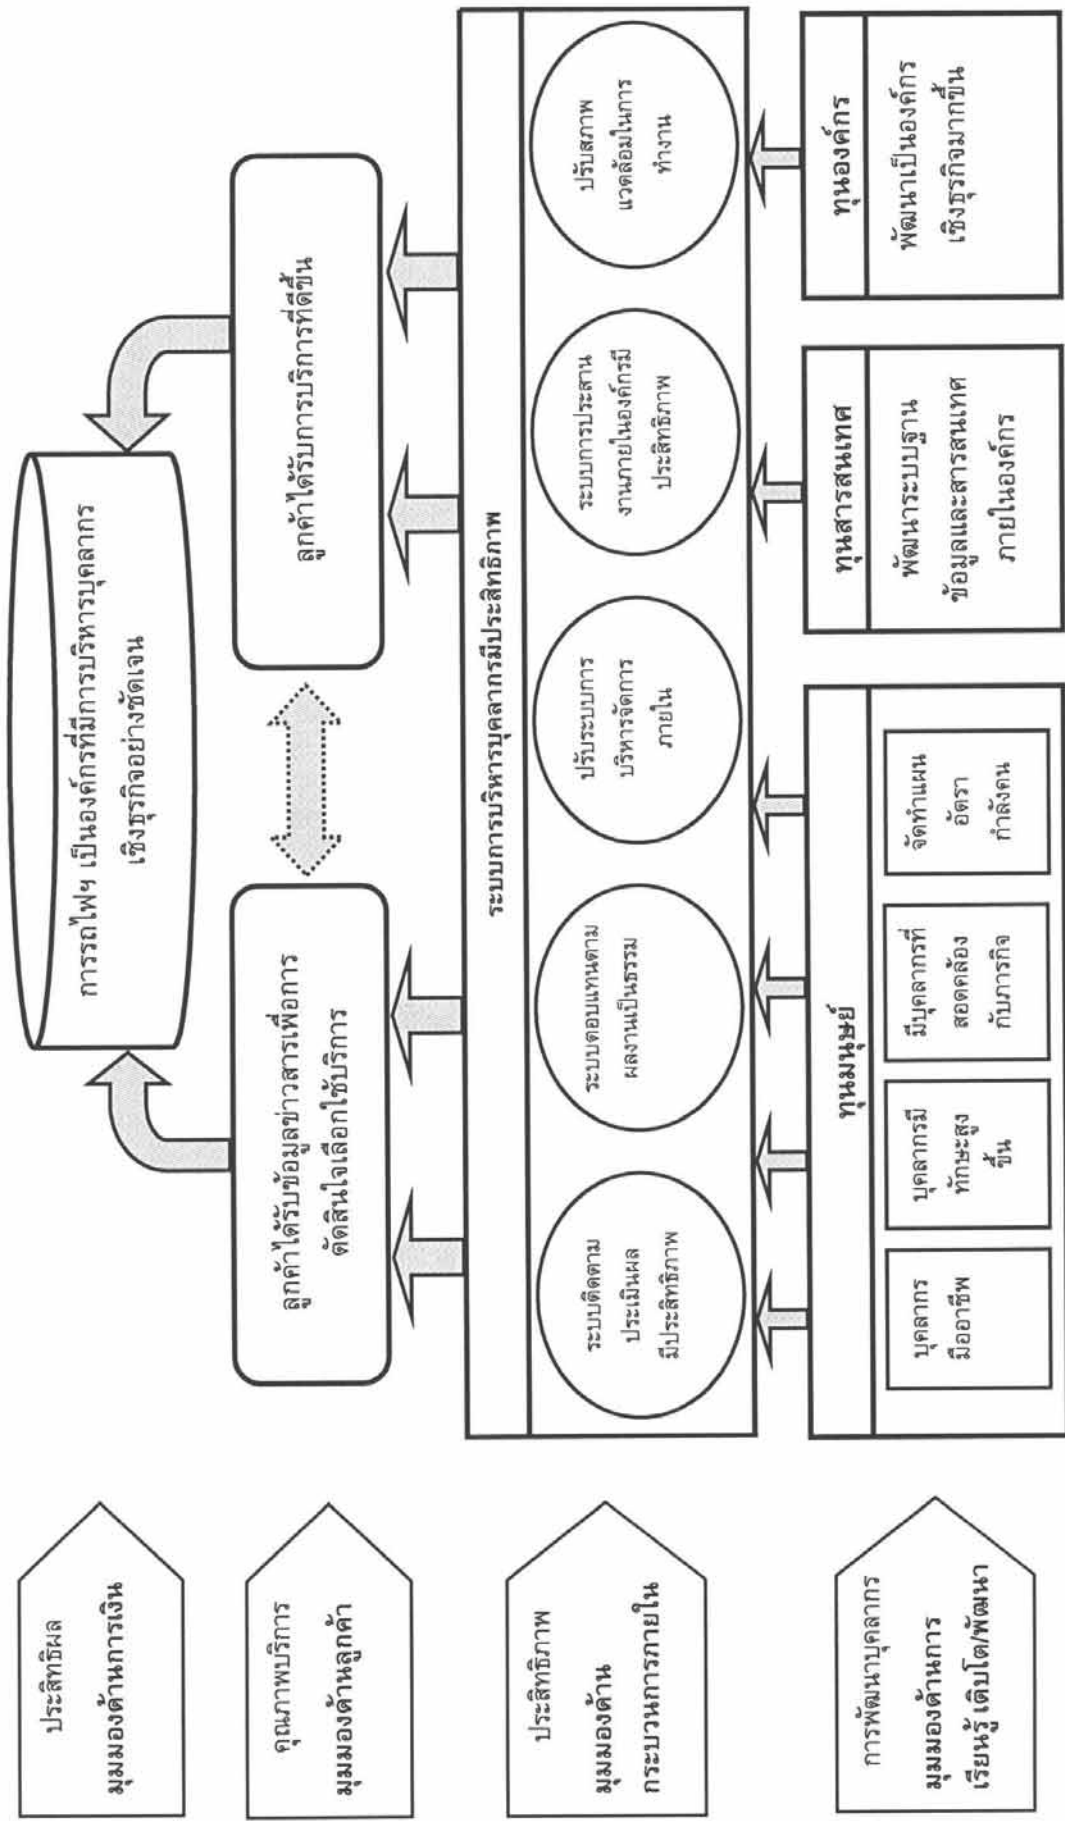 ประสิทธิผล
มุมมองด้านการเงิน
การรถไฟฯ เป็นองค์กรที่มีการบริหารบุคลากร
เชิงธุรกิจอย่างชัดเจน
คุณภาพบริการ
มุมมองด้านลูกค้า
ลูกค้าได้รับข้อมูลข่าวสารเพื่อการ
ตัดสินใจเลือกใช้บริการ
ลูกค้าได้รับการบริการที่ดีขึ้น
ประสิทธิภาพ
มุมมองด้าน
กระบวนการภายใน
ระบบการบริหารบุคลากรมีประสิทธิภาพ
ระบบติดตาม
ประเมินผล
มีประสิทธิภาพ
ระบบตอบแทนตาม
ผลงานเป็นธรรม
ปรับระบบการ
บริหารจัดการ
ภายใน
ระบบการประสาน
งานภายในองค์กรมี
ประสิทธิภาพ
ปรับสภาพ
แวดล้อมในการ
ทำงาน
การพัฒนาบุคลากร
มุมมองด้านการ
เรียนรู้ เติบโต/พัฒนา
ทุนมนุษย์
บุคลากร
มืออาชีพ
บุคลากรมี
ทักษะสูง
ขึ้น
มีบุคลากรที่
สอดคล้อง
กับภารกิจ
จัดทำแผน
อัตรา
กำลังคน
ทุนสารสนเทศ
พัฒนาระบบฐาน
ข้อมูลและสารสนเทศ
ภายในองค์กร
ทุนองค์กร
พัฒนาเป็นองค์กร
เชิงธุรกิจมากขึ้น